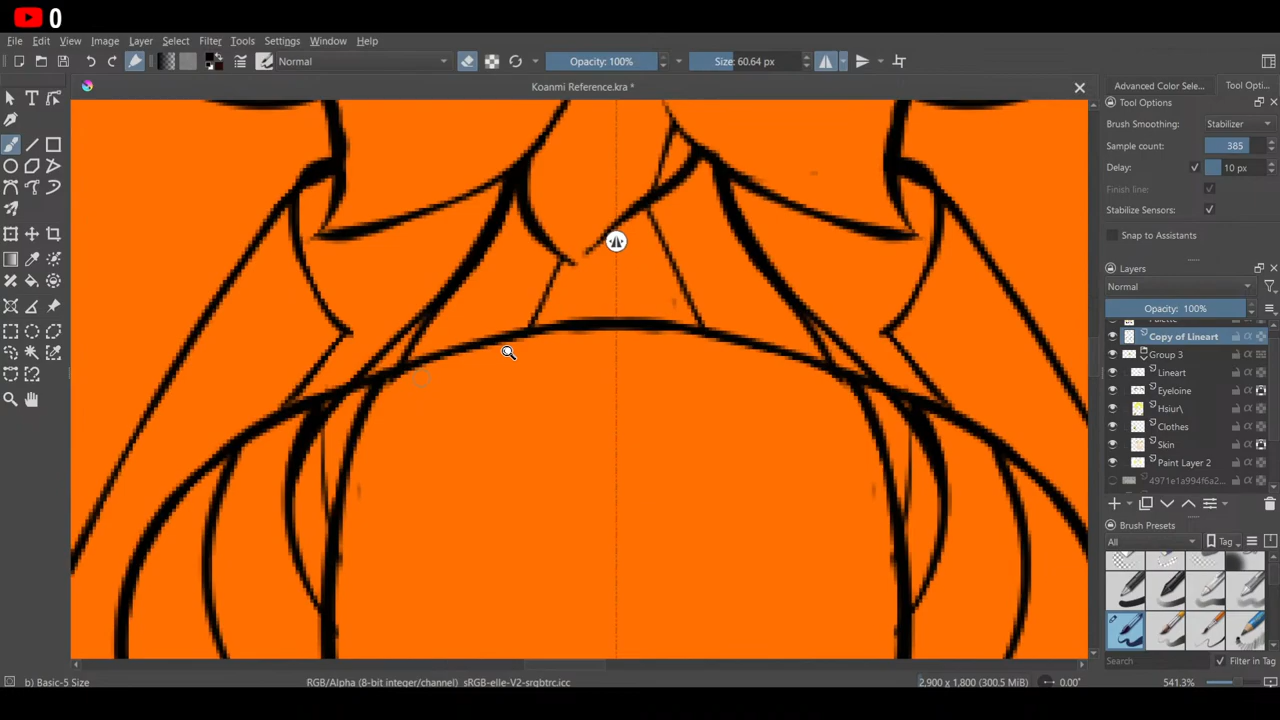 0
File Edit View Image Layer Select Filter Tools Settings Window Help
Normal Opacity: 100% Size: 60.64 px
Koanmi Reference.kra *
Advanced Color Sele... Tool Opti...
Tool Options
Brush Smoothing: Stabilizer
Sample count: 385
Delay: 10 px
Finish line:
Stabilize Sensors:
Snap to Assistants
Layers
Normal
Opacity: 100%
Copy of Lineart
Group 3
Lineart
Eyeloine
Hsiur\
Clothes
Skin
Paint Layer 2
4971e1a994f6a2...
Brush Presets
All Tag
Search Filter in Tag
b) Basic-5 Size RGB/Alpha (8-bit integer/channel) sRGB-elle-V2-srgbtrc.icc 2,900 x 1,800 (300.5 MiB) 0.00° 541.3%